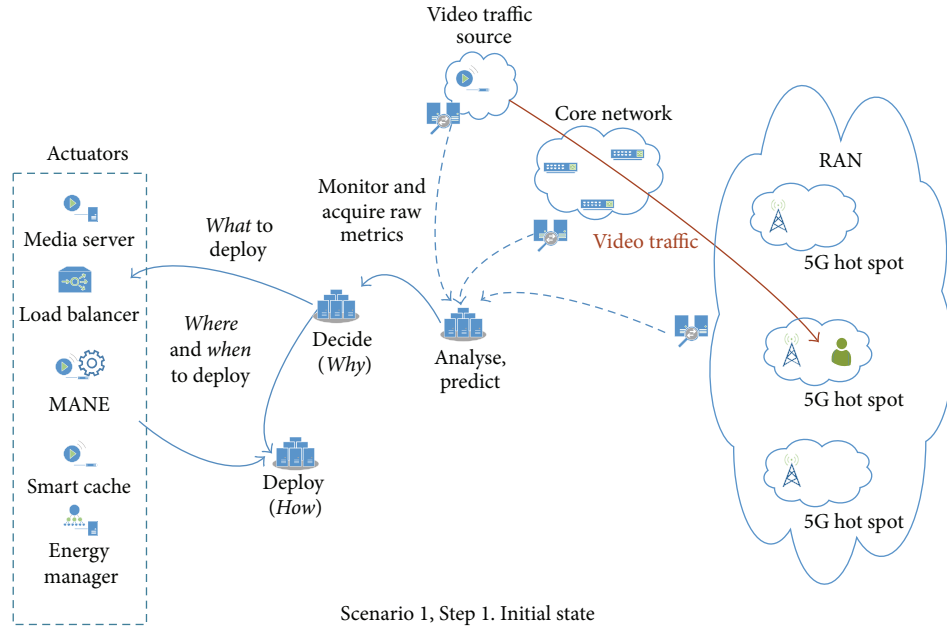 Video traffic
source
Core network
RAN
Actuators
Media server
Load balancer
MANE
Smart cache
Energy
manager
What to
deploy
Where
and when
to deploy
Monitor and
acquire raw
metrics
Decide
(Why)
Analyse,
predict
Deploy
(How)
Video traffic
5G hot spot
5G hot spot
5G hot spot
Scenario 1, Step 1. Initial state